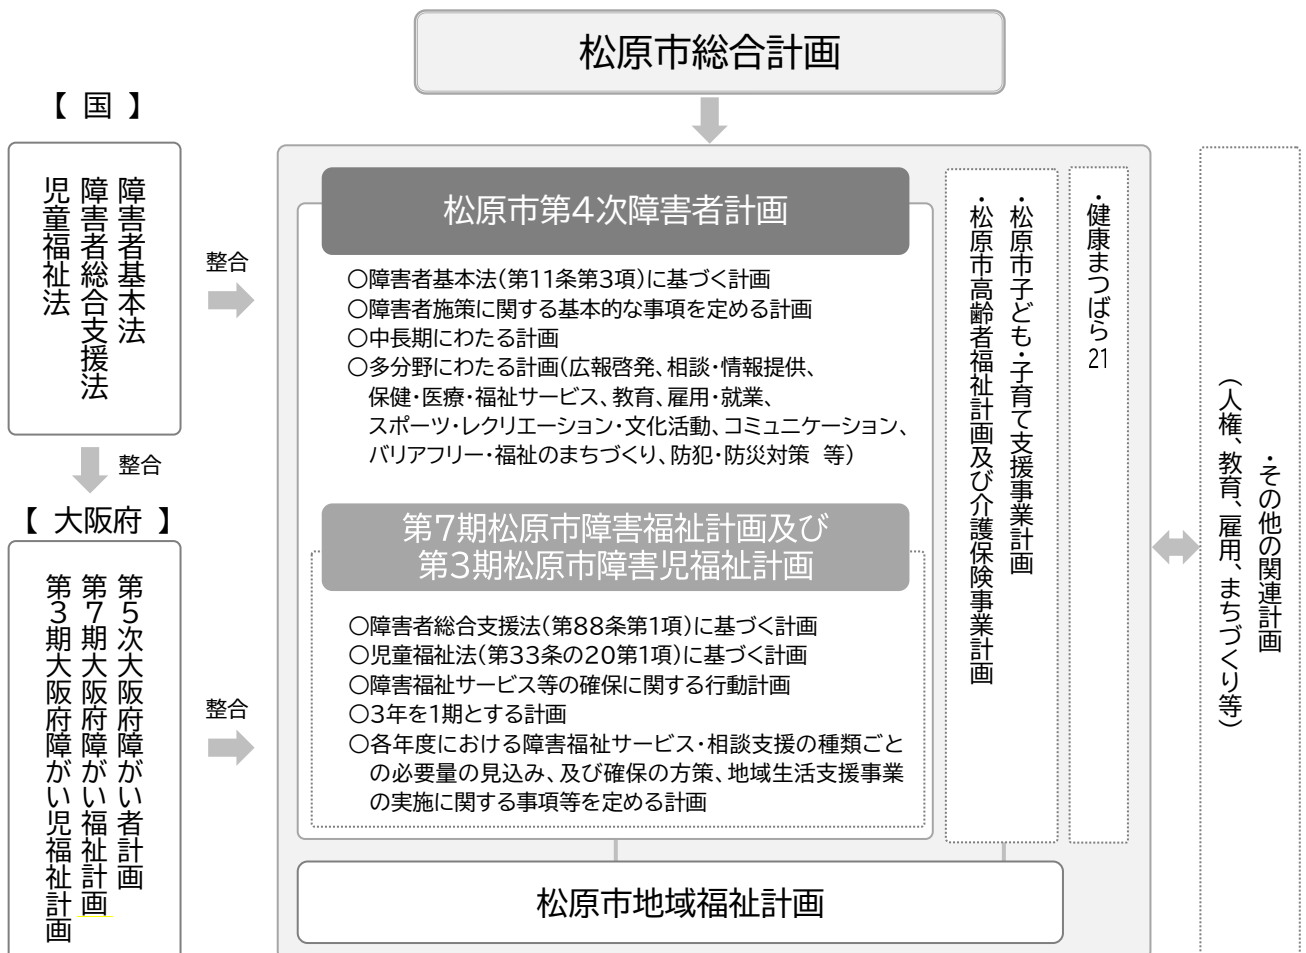 松原市総合計画
【 国 】
障害者基本法
障害者総合支援法
児童福祉法
整合
整合
【 大阪府 】
第5次大阪府障がい者計画
第7期大阪府障がい福祉計画
第3期大阪府障がい児福祉計画
整合
松原市第4次障害者計画
○障害者基本法(第11条第3項)に基づく計画
○障害者施策に関する基本的な事項を定める計画
○中長期にわたる計画
○多分野にわたる計画(広報啓発、相談・情報提供、
保健・医療・福祉サービス、教育、雇用・就業、
スポーツ・レクリエーション・文化活動、コミュニケーション、
バリアフリー・福祉のまちづくり、防犯・防災対策 等)
第7期松原市障害福祉計画及び
第3期松原市障害児福祉計画
○障害者総合支援法(第88条第1項)に基づく計画
○児童福祉法(第33条の20第1項)に基づく計画
○障害福祉サービス等の確保に関する行動計画
○3年を1期とする計画
○各年度における障害福祉サービス・相談支援の種類ごと
の必要量の見込み、及び確保の方策、地域生活支援事業
の実施に関する事項等を定める計画
・松原市子ども・子育て支援事業計画
・松原市高齢者福祉計画及び介護保険事業計画
・健康まつばら21
・その他の関連計画
(人権、教育、雇用、まちづくり等)
松原市地域福祉計画